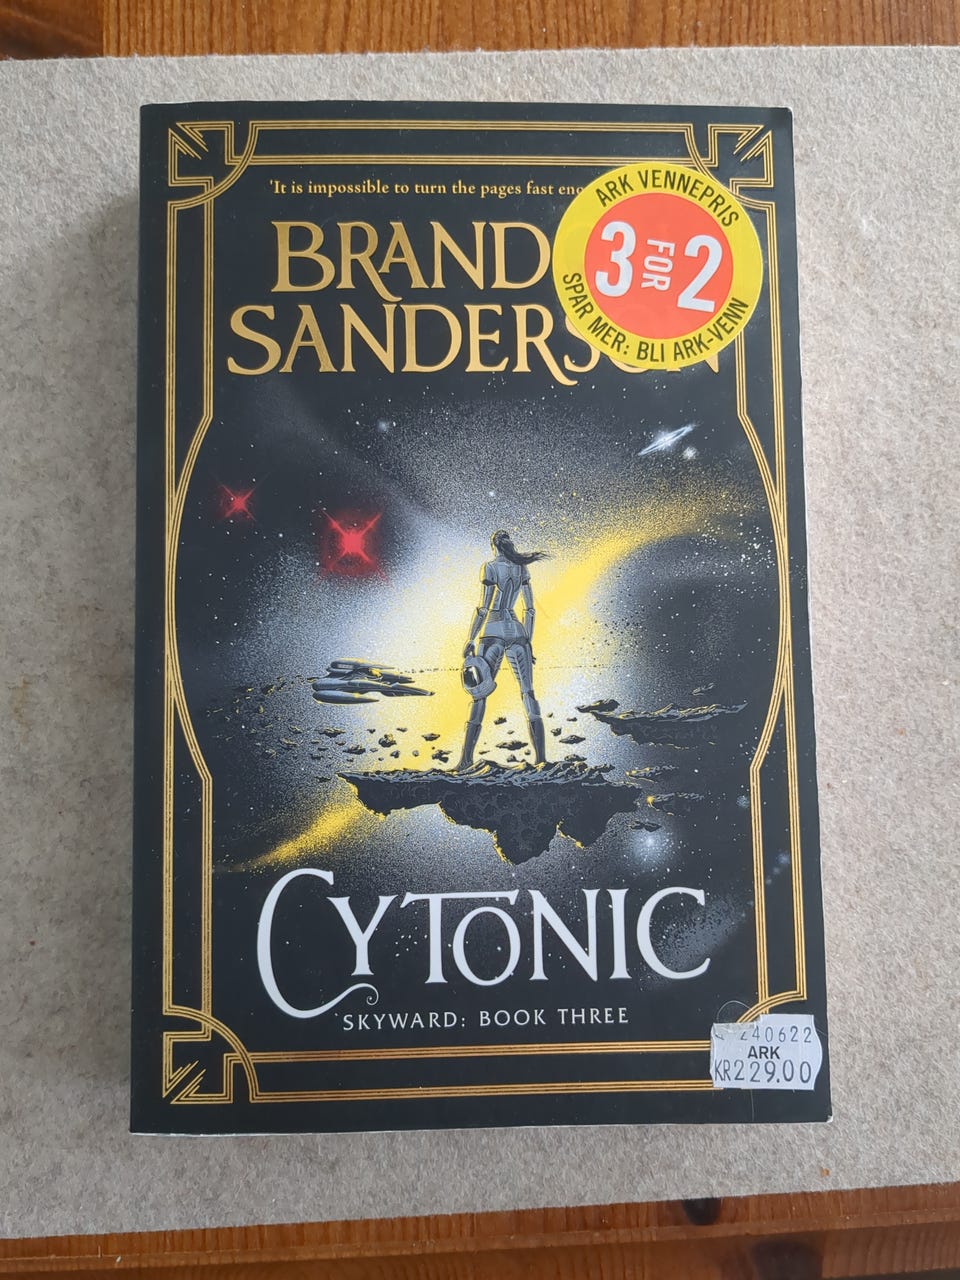 'It is impossible to turn the pages fast
BRAND
SANDERS
ARK VENNEPRIS
3 FOR 2
SPAR MER: BLI ARK-VENN
CYTONIC
SKYWARD: BOOK THREE
240622
ARK
KR229.00